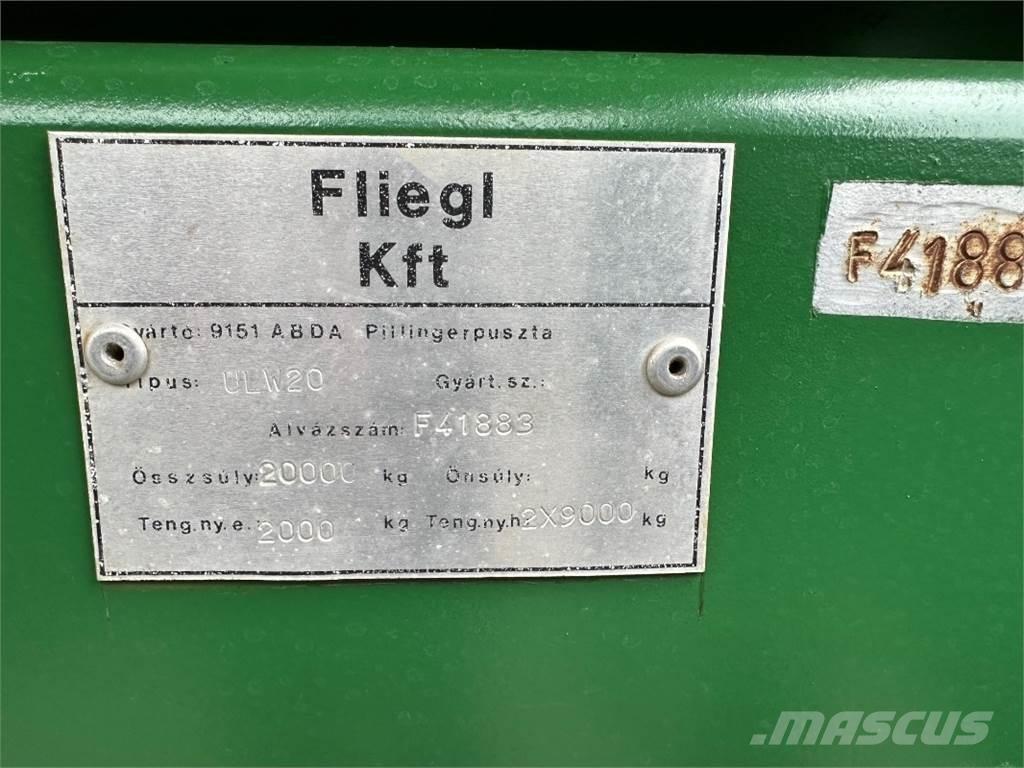 Fliegl
Kft
Gyártó: 9151 ABDA Pillingerpuszta
Típus: ULW20 Gyárt.sz.:
Alvázszám: F41883
Összsúly: 20000 kg Önsúly: kg
Teng.ny.e.: 2000 kg Teng.ny.h: 2X9000 kg
F4188
MASCUS